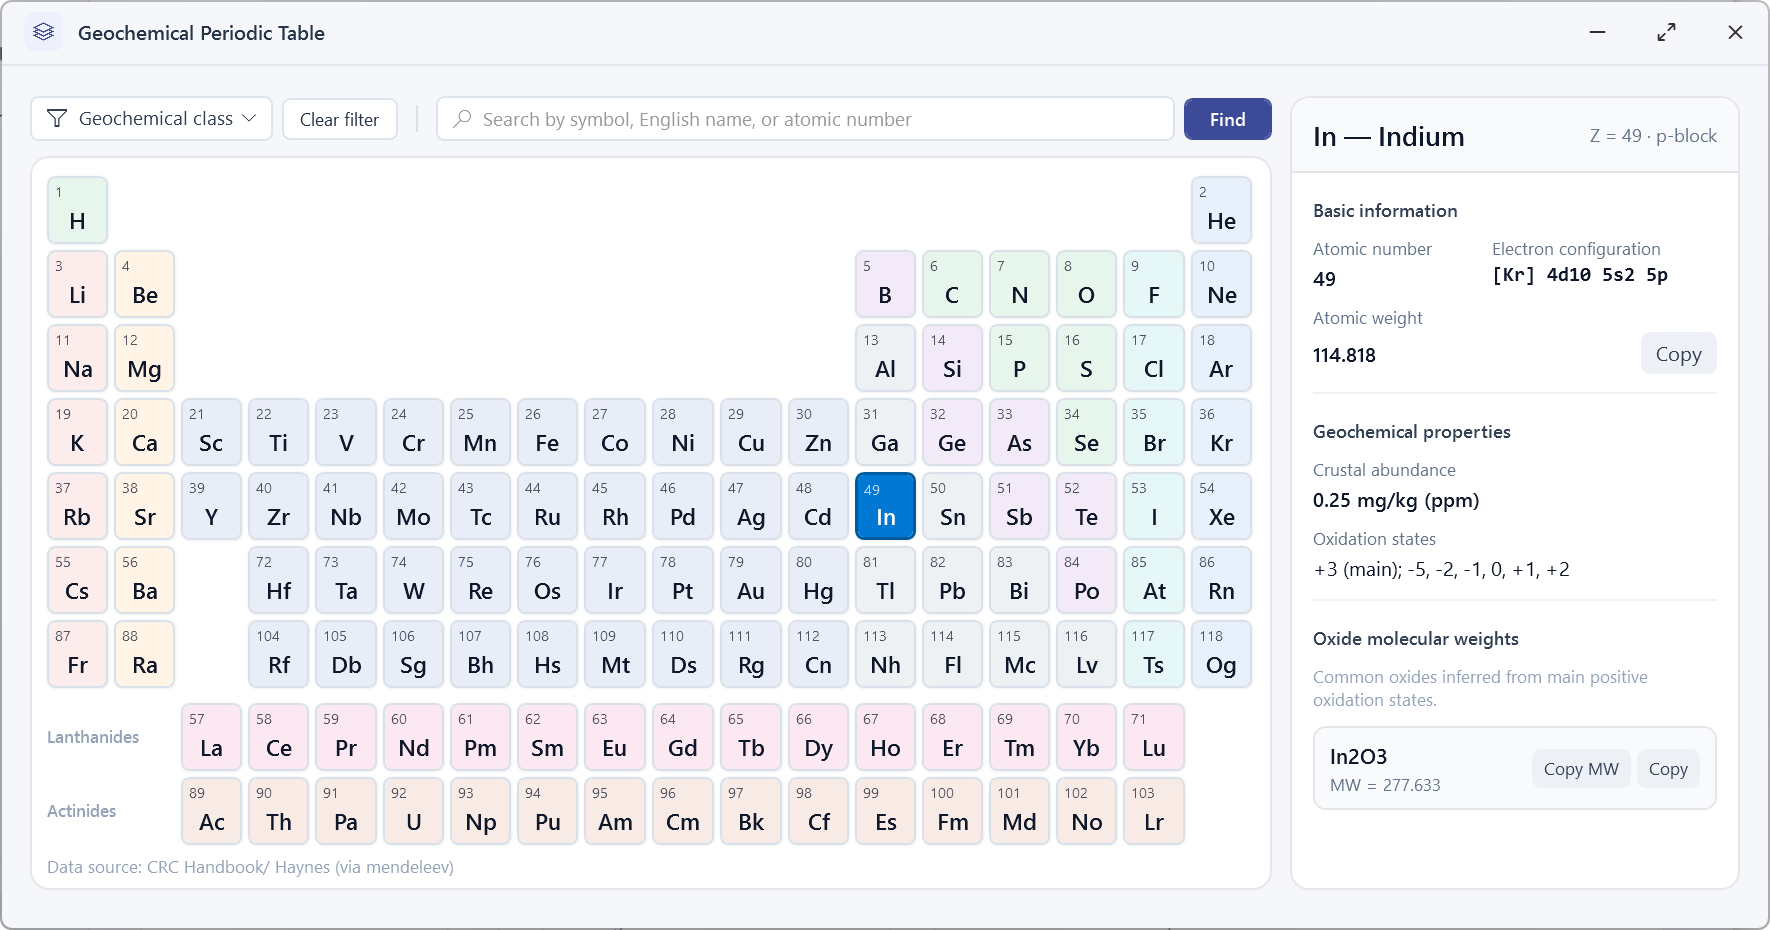 Geochemical Periodic Table
Geochemical class
Clear filter
Search by symbol, English name, or atomic number
Find
1 H
2 He
3 Li
4 Be
5 B
6 C
7 N
8 O
9 F
10 Ne
11 Na
12 Mg
13 Al
14 Si
15 P
16 S
17 Cl
18 Ar
19 K
20 Ca
21 Sc
22 Ti
23 V
24 Cr
25 Mn
26 Fe
27 Co
28 Ni
29 Cu
30 Zn
31 Ga
32 Ge
33 As
34 Se
35 Br
36 Kr
37 Rb
38 Sr
39 Y
40 Zr
41 Nb
42 Mo
43 Tc
44 Ru
45 Rh
46 Pd
47 Ag
48 Cd
49 In
50 Sn
51 Sb
52 Te
53 I
54 Xe
55 Cs
56 Ba
72 Hf
73 Ta
74 W
75 Re
76 Os
77 Ir
78 Pt
79 Au
80 Hg
81 Tl
82 Pb
83 Bi
84 Po
85 At
86 Rn
87 Fr
88 Ra
104 Rf
105 Db
106 Sg
107 Bh
108 Hs
109 Mt
110 Ds
111 Rg
112 Cn
113 Nh
114 Fl
115 Mc
116 Lv
117 Ts
118 Og
Lanthanides
57 La
58 Ce
59 Pr
60 Nd
61 Pm
62 Sm
63 Eu
64 Gd
65 Tb
66 Dy
67 Ho
68 Er
69 Tm
70 Yb
71 Lu
Actinides
89 Ac
90 Th
91 Pa
92 U
93 Np
94 Pu
95 Am
96 Cm
97 Bk
98 Cf
99 Es
100 Fm
101 Md
102 No
103 Lr
Data source: CRC Handbook/ Haynes (via mendeleev)
In — Indium
Z = 49 · p-block
Basic information
Atomic number
49
Electron configuration
[Kr] 4d10 5s2 5p
Atomic weight
114.818
Copy
Geochemical properties
Crustal abundance
0.25 mg/kg (ppm)
Oxidation states
+3 (main); -5, -2, -1, 0, +1, +2
Oxide molecular weights
Common oxides inferred from main positive
oxidation states.
In2O3
MW = 277.633
Copy MW
Copy